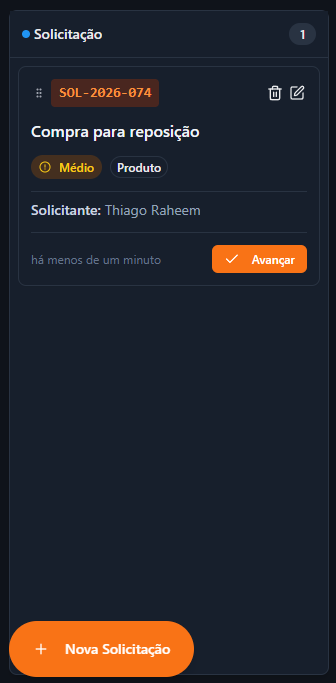 Solicitação 1
SOL-2026-074
Compra para reposição
Médio Produto
Solicitante: Thiago Raheem
há menos de um minuto Avançar
Nova Solicitação